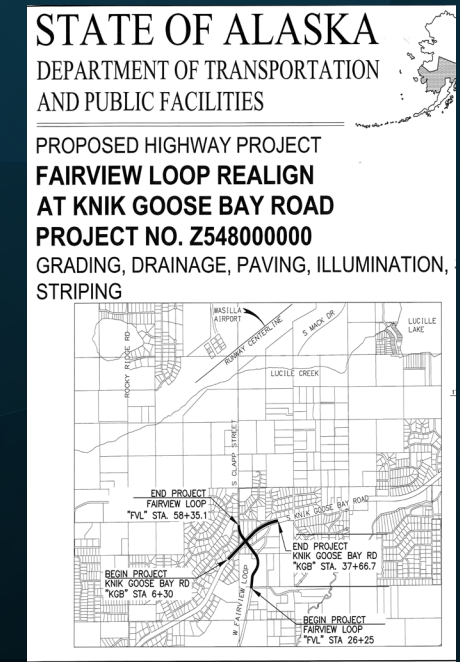 STATE OF ALASKA
DEPARTMENT OF TRANSPORTATION
AND PUBLIC FACILITIES
PROPOSED HIGHWAY PROJECT
FAIRVIEW LOOP REALIGN
AT KNIK GOOSE BAY ROAD
PROJECT NO. Z548000000
GRADING, DRAINAGE, PAVING, ILLUMINATION,
STRIPING
WASILLA
AIRPORT
RUNWAY CENTERLINE
S MACK DR
LUCILLE
LAKE
ROCKY RIDGE RD
LUCILE CREEK
S CLAPP STREET
END PROJECT
FAIRVIEW LOOP
"FVL" STA. 58+35.1
S KNIK GOOSE BAY ROAD
END PROJECT
KNIK GOOSE BAY RD
"KGB" STA. 37+66.7
BEGIN PROJECT
KNIK GOOSE BAY RD
"KGB" STA 6+30
W FAIRVIEW LOOP
BEGIN PROJECT
FAIRVIEW LOOP
"FVL" STA 26+25